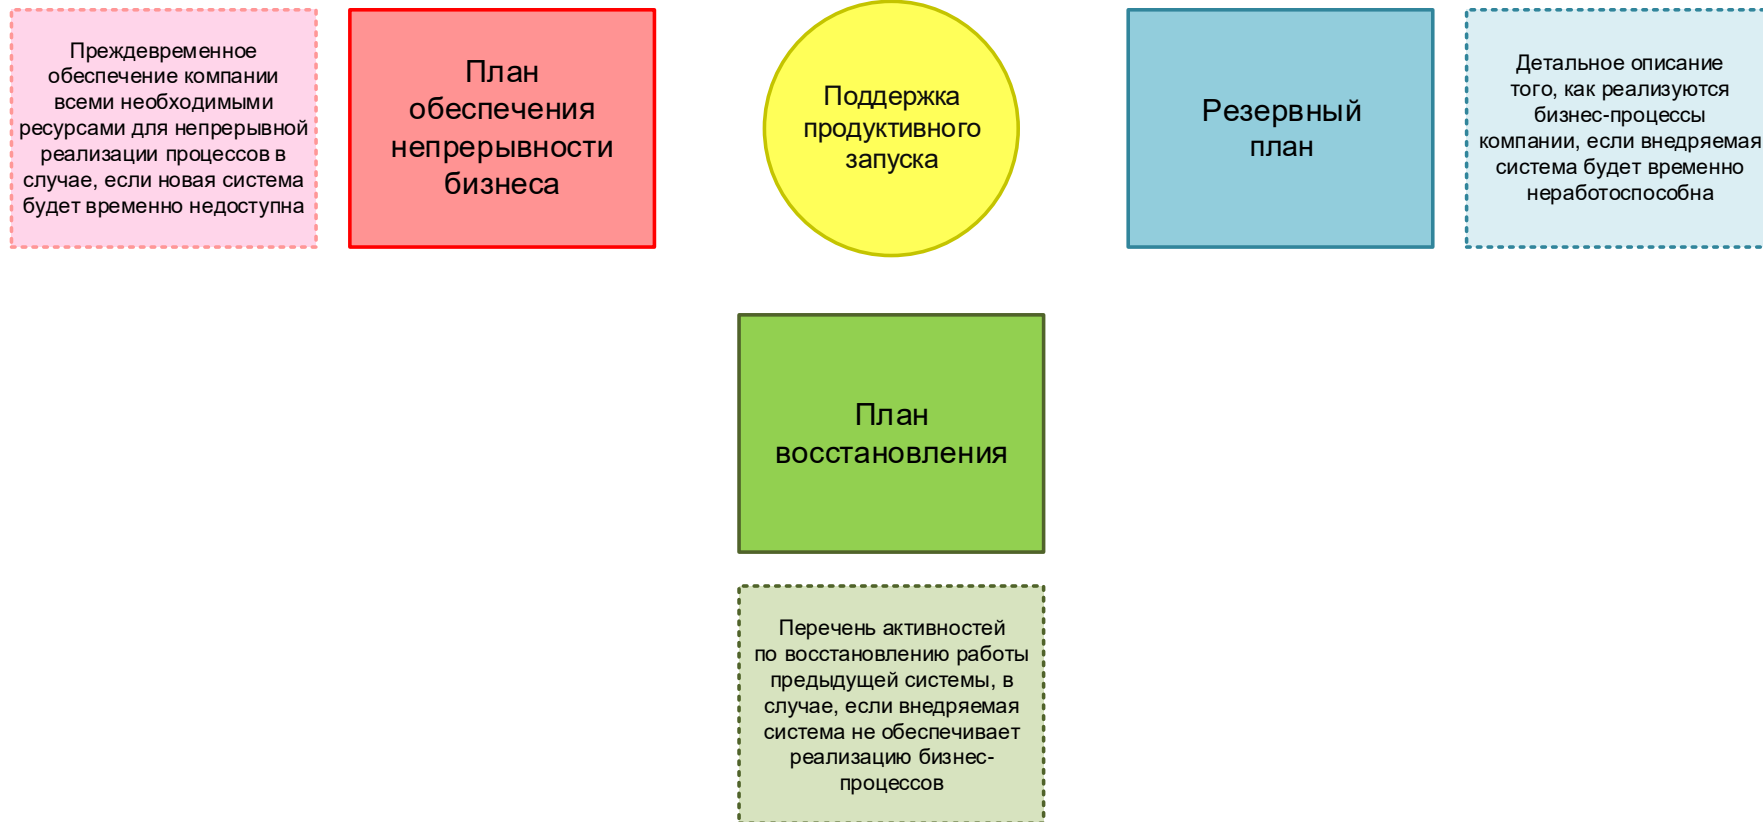 Преждевременное
обеспечение компании
всеми необходимыми
ресурсами для непрерывной
реализации процессов в
случае, если новая система
будет временно недоступна
План
обеспечения
непрерывности
бизнеса
Поддержка
продуктивного
запуска
Резервный
план
Детальное описание
того, как реализуются
бизнес-процессы
компании, если внедряемая
система будет временно
неработоспособна
План
восстановления
Перечень активностей
по восстановлению работы
предыдущей системы, в
случае, если внедряемая
система не обеспечивает
реализацию бизнес-
процессов